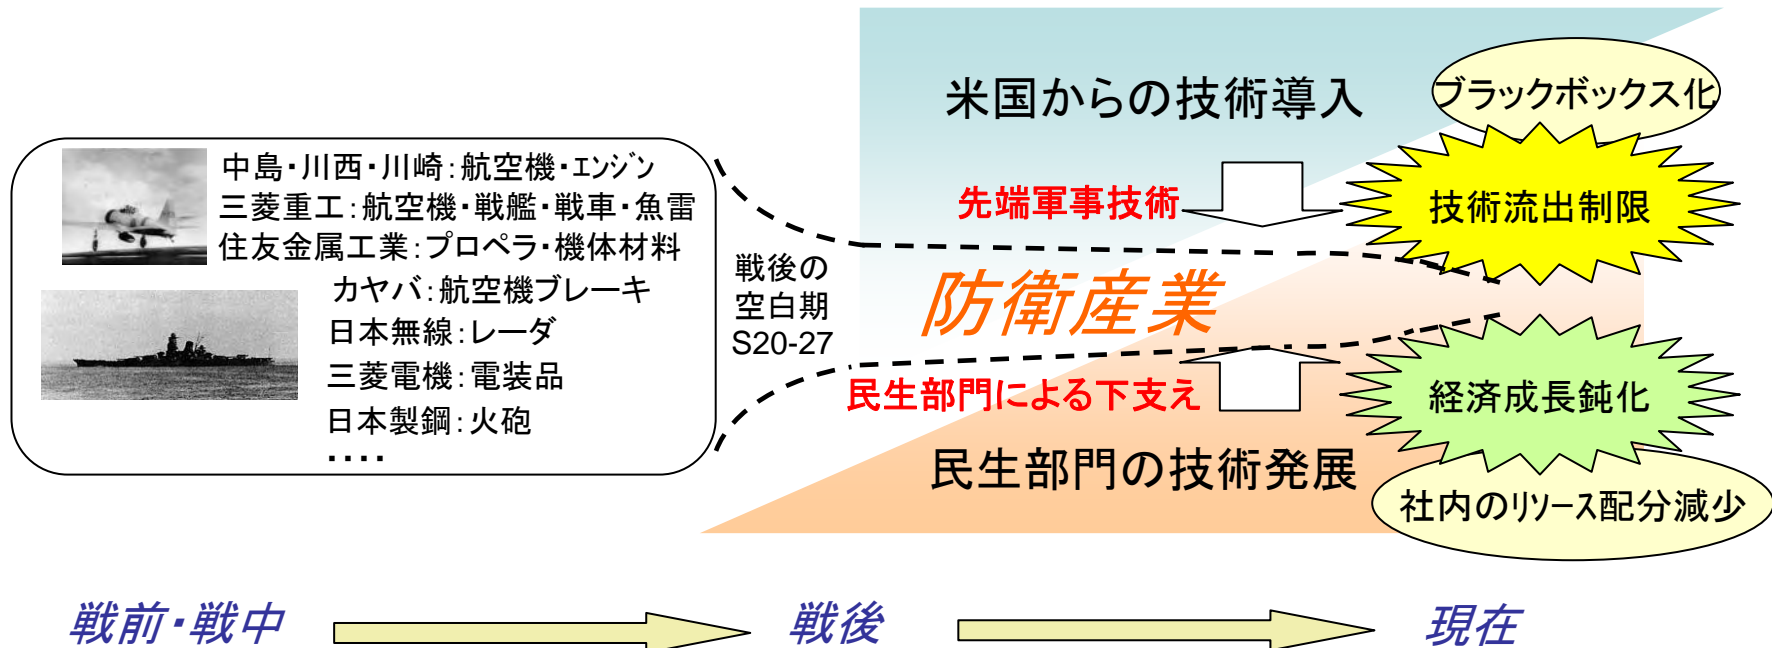 中島・川西・川崎：航空機・ｴﾝｼﾞﾝ
三菱重工：航空機・戦艦・戦車・魚雷
住友金属工業：プロペラ・機体材料
カヤバ：航空機ブレーキ
日本無線：レーダ
三菱電機：電装品
日本製鋼：火砲
・・・・
戦後の
空白期
S20-27
米国からの技術導入
先端軍事技術
防衛産業
民生部門による下支え
民生部門の技術発展
ブラックボックス化
技術流出制限
経済成長鈍化
社内のﾘｿｰｽ配分減少
戦前・戦中
戦後
現在